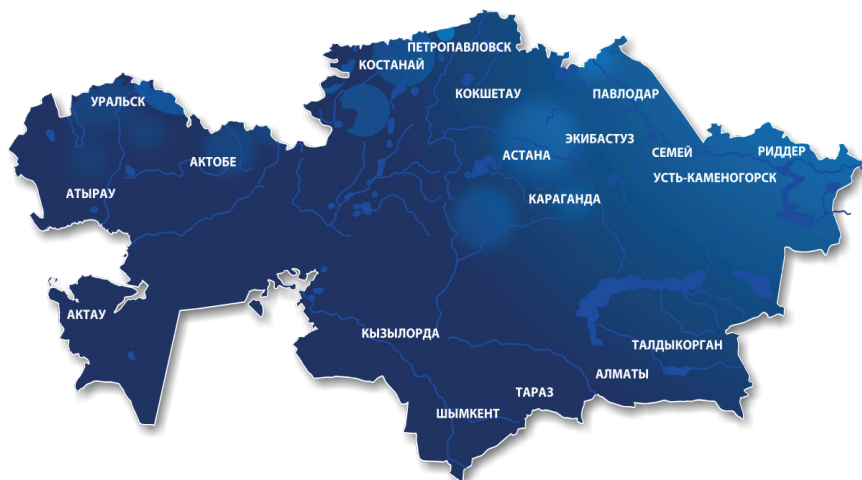 ПЕТРОПАВЛОВСК
КОСТАНАЙ
КОКШЕТАУ
ПАВЛОДАР
УРАЛЬСК
ЭКИБАСТУЗ
АСТАНА
СЕМЕЙ
РИДДЕР
АКТОБЕ
УСТЬ-КАМЕНОГОРСК
АТЫРАУ
КАРАГАНДА
АКТАУ
КЫЗЫЛОРДА
ТАЛДЫКОРГАН
АЛМАТЫ
ТАРАЗ
ШЫМКЕНТ